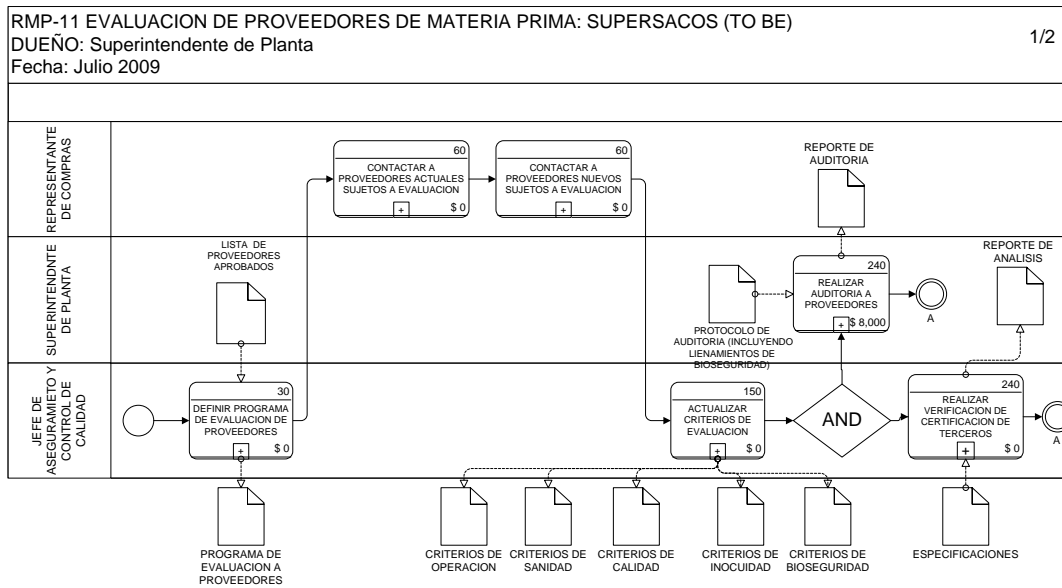 RMP-11 EVALUACION DE PROVEEDORES DE MATERIA PRIMA: SUPERSACOS (TO BE)
DUEÑO: Superintendente de Planta
Fecha: Julio 2009
1/2
REPRESENTANTE
DE COMPRAS
60
CONTACTAR A
PROVEEDORES ACTUALES
SUJETOS A EVALUACION
+
$ 0
60
CONTACTAR A
PROVEEDORES NUEVOS
SUJETOS A EVALUACION
+
$ 0
REPORTE DE
AUDITORIA
SUPERINTENDNTE
DE PLANTA
LISTA DE
PROVEEDORES
APROBADOS
PROTOCOLO DE
AUDITORIA (INCLUYENDO
LIENAMIENTOS DE
BIOSEGURIDAD)
240
REALIZAR
AUDITORIA A
PROVEEDORES
+
$ 8,000
A
REPORTE DE
ANALISIS
JEFE DE
ASEGURAMIETO Y
CONTROL DE
CALIDAD
30
DEFINIR PROGRAMA
DE EVALUACION DE
PROVEEDORES
+
$ 0
150
ACTUALIZAR
CRITERIOS DE
EVALUACION
+
$ 0
AND
240
REALIZAR
VERIFICACION DE
CERTIFICACION DE
TERCEROS
+
$ 0
A
PROGRAMA DE
EVALUACION A
PROVEEDORES
CRITERIOS DE
OPERACION
CRITERIOS DE
SANIDAD
CRITERIOS DE
CALIDAD
CRITERIOS DE
INOCUIDAD
CRITERIOS DE
BIOSEGURIDAD
ESPECIFICACIONES